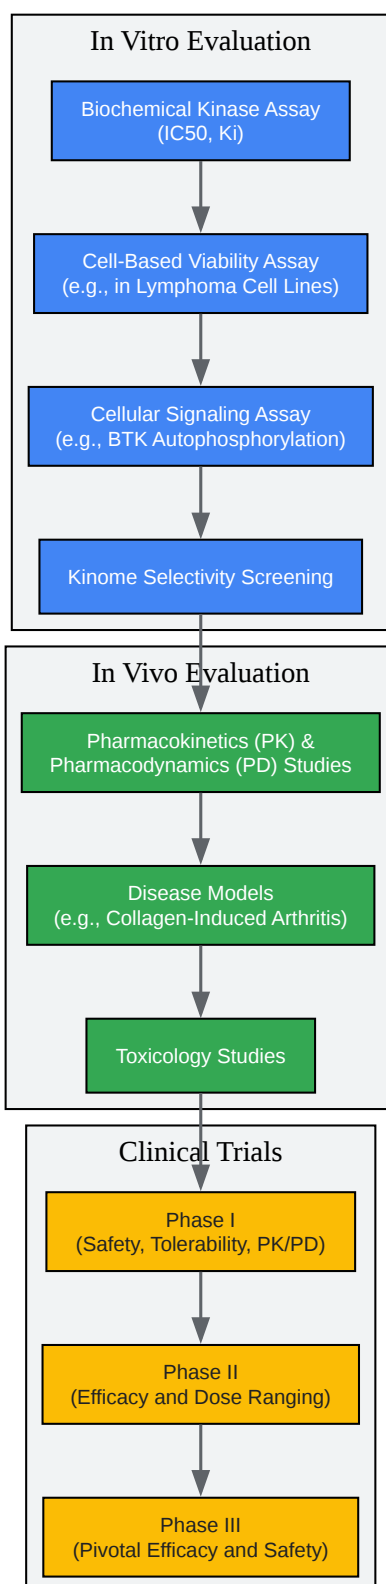 In Vitro Evaluation
Biochemical Kinase Assay
(IC50, Ki)
Cell-Based Viability Assay
(e.g., in Lymphoma Cell Lines)
Cellular Signaling Assay
(e.g., BTK Autophosphorylation)
Kinome Selectivity Screening
In Vivo Evaluation
Pharmacokinetics (PK) &
Pharmacodynamics (PD) Studies
Disease Models
(e.g., Collagen-Induced Arthritis)
Toxicology Studies
Clinical Trials
Phase I
(Safety, Tolerability, PK/PD)
Phase II
(Efficacy and Dose Ranging)
Phase III
(Pivotal Efficacy and Safety)